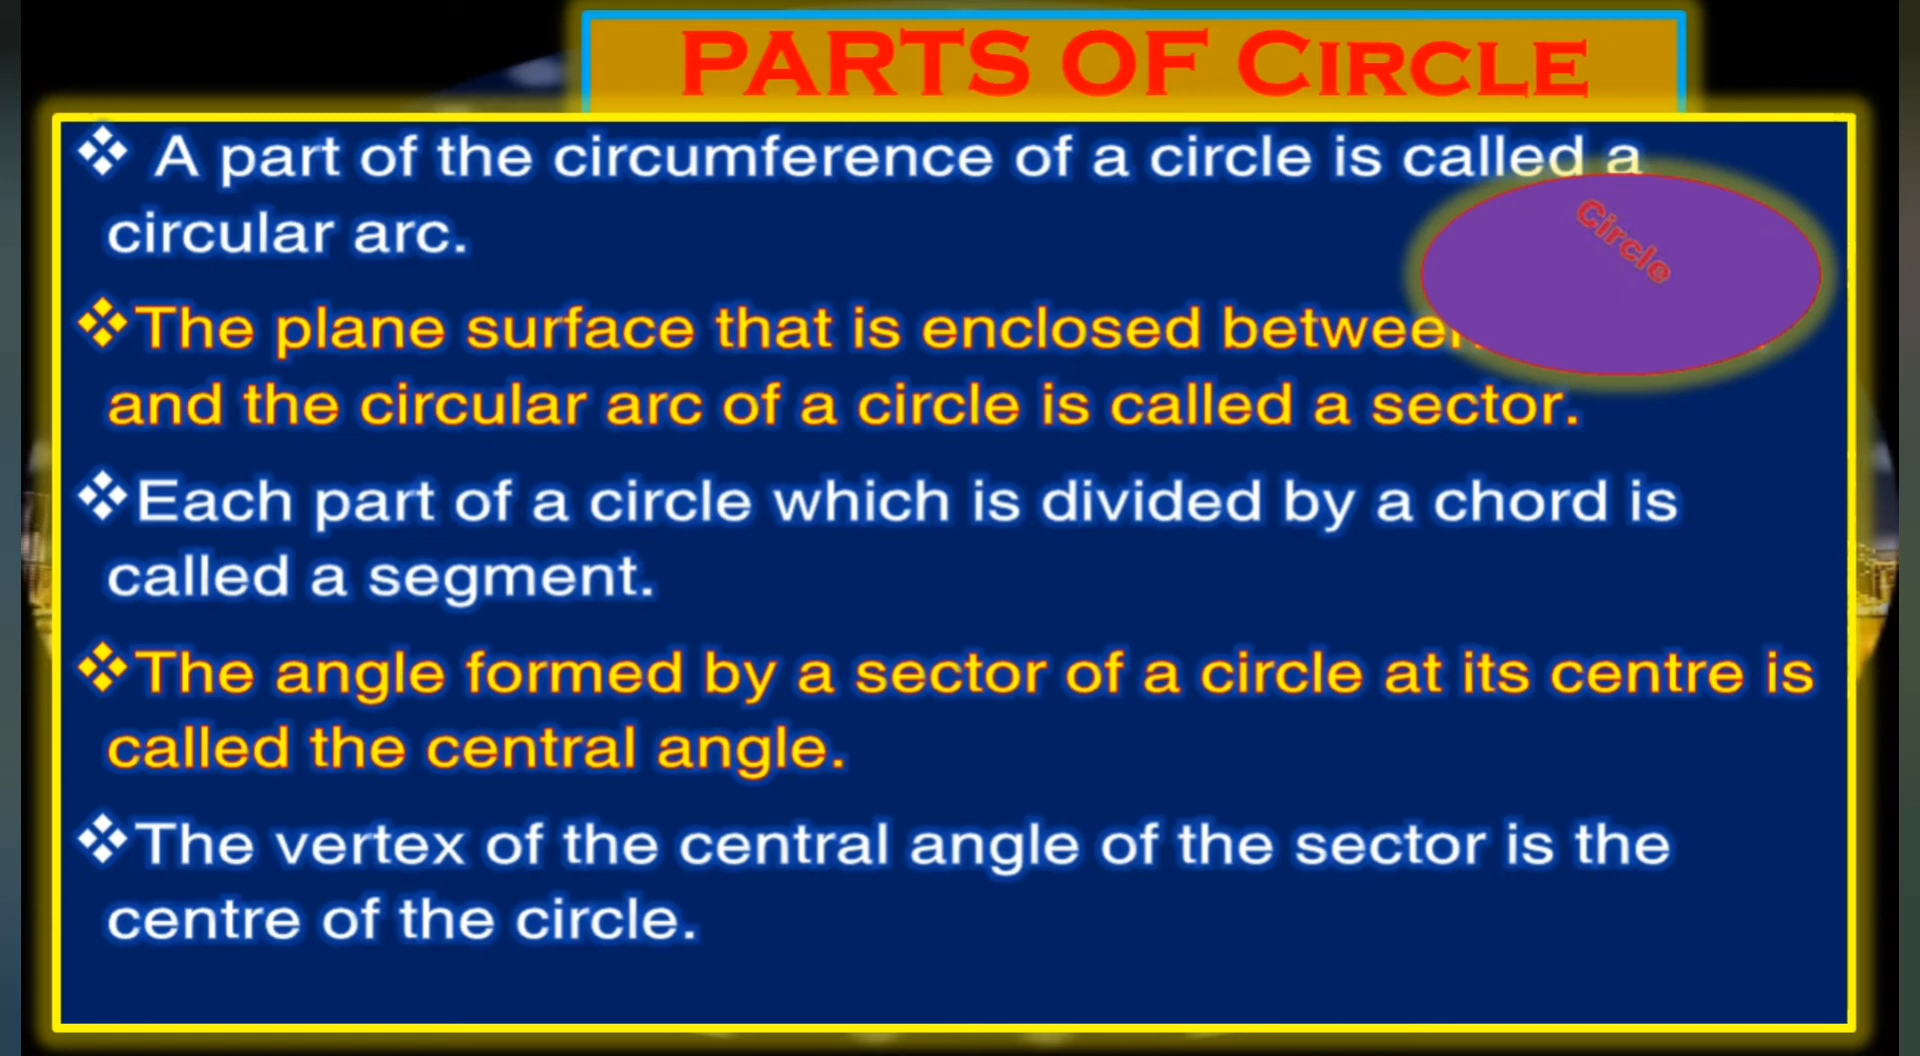 PARTS OF CIRCLE
❖ A part of the circumference of a circle is called a
circular arc.
Circle
❖The plane surface that is enclosed between
and the circular arc of a circle is called a sector.
❖Each part of a circle which is divided by a chord is
called a segment.
❖The angle formed by a sector of a circle at its centre is
called the central angle.
❖The vertex of the central angle of the sector is the
centre of the circle.